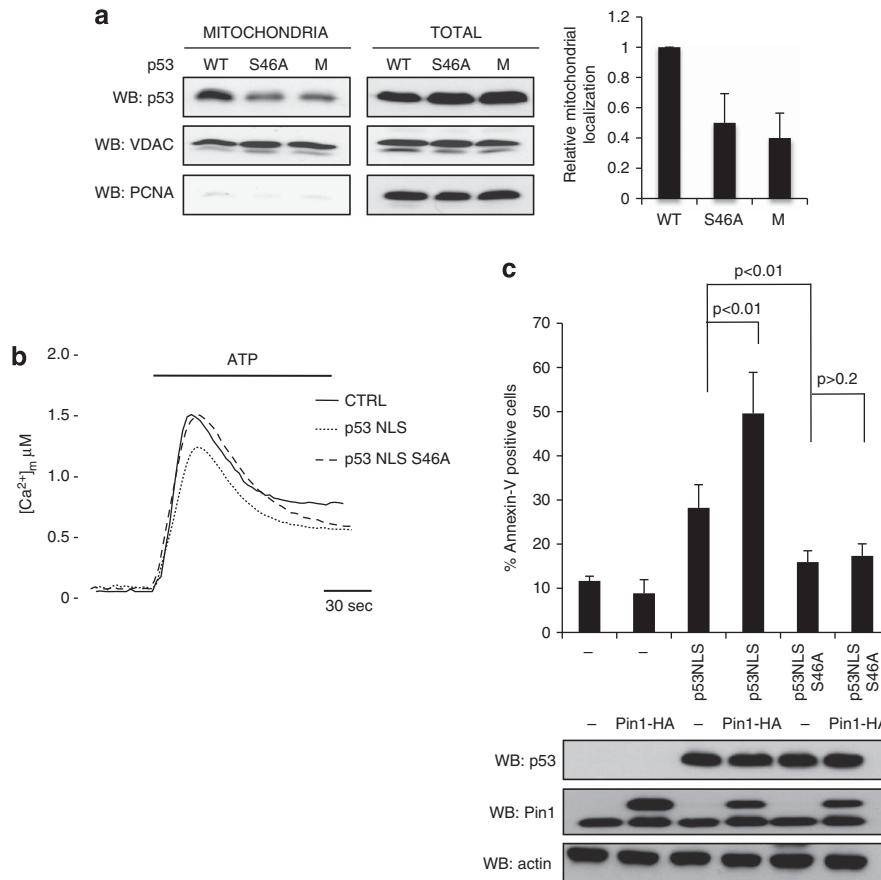 a
MITOCHONDRIA TOTAL
p53 WT S46A M WT S46A M
WB: p53
WB: VDAC
WB: PCNA
Relative mitochondrial
localization
1.2
1
0.8
0.6
0.4
0.2
0
WT S46A M
b
[Ca²⁺]m μM
2.0 -
1.5 -
1.0 -
0.5 -
0 -
ATP
CTRL
p53 NLS
p53 NLS S46A
30 sec
c
p<0.01
p<0.01
p>0.2
% Annexin-V positive cells
70
60
50
40
30
20
10
0
– – p53NLS p53NLS p53NLS S46A p53NLS S46A
– Pin1-HA – Pin1-HA – Pin1-HA
WB: p53
WB: Pin1
WB: actin